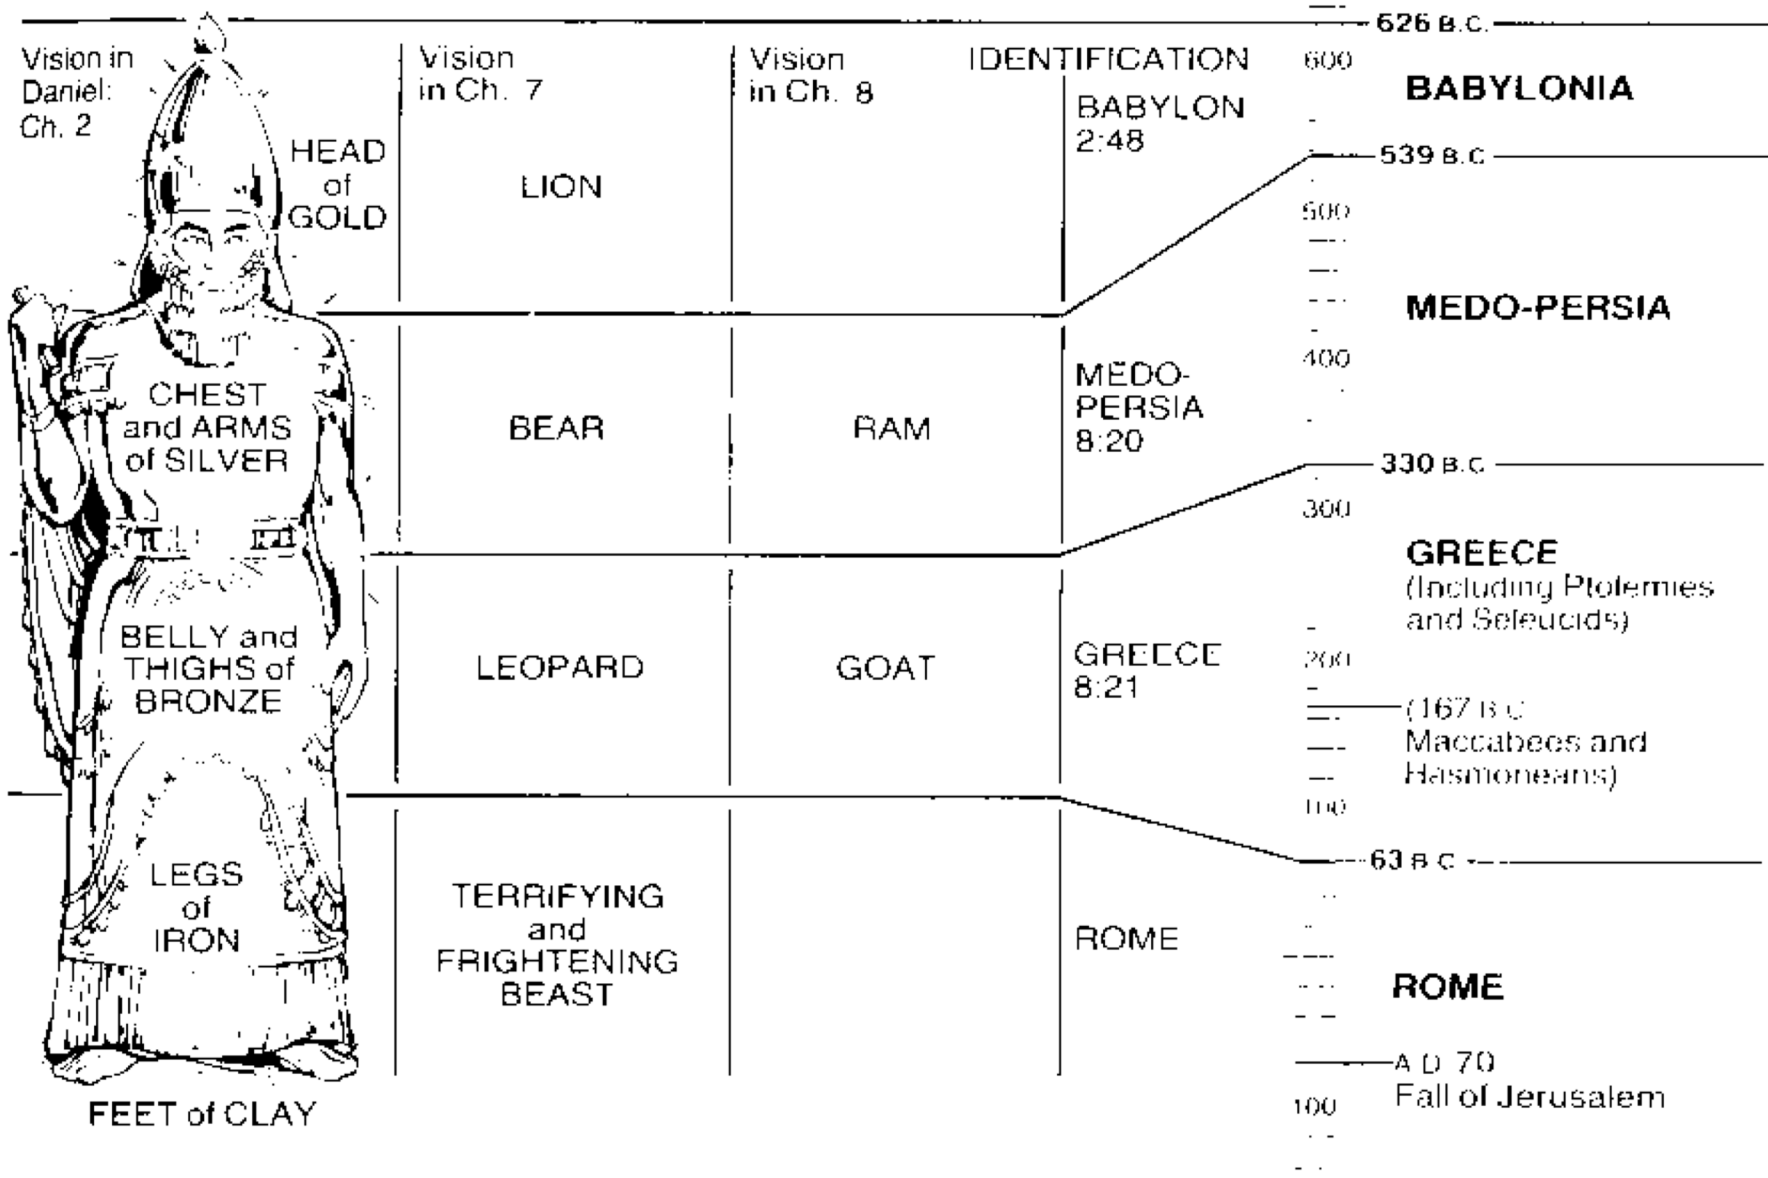 Vision in
Daniel:
Ch. 2
HEAD
of
GOLD
CHEST
and ARMS
of SILVER
BELLY and
THIGHS of
BRONZE
LEGS
of
IRON
FEET of CLAY
Vision
in Ch. 7
LION
BEAR
LEOPARD
TERRIFYING
and
FRIGHTENING
BEAST
Vision
in Ch. 8
RAM
GOAT
IDENTIFICATION
BABYLON
2:48
MEDO-
PERSIA
8:20
GREECE
8:21
ROME
626 B.C.
600
BABYLONIA
539 B.C
500
MEDO-PERSIA
400
330 B.C
300
GREECE
(Including Ptolemies
and Seleucids)
200
(167 B.C
Maccabees and
Hasmoneans)
100
63 B C
ROME
A D. 70
Fall of Jerusalem
100